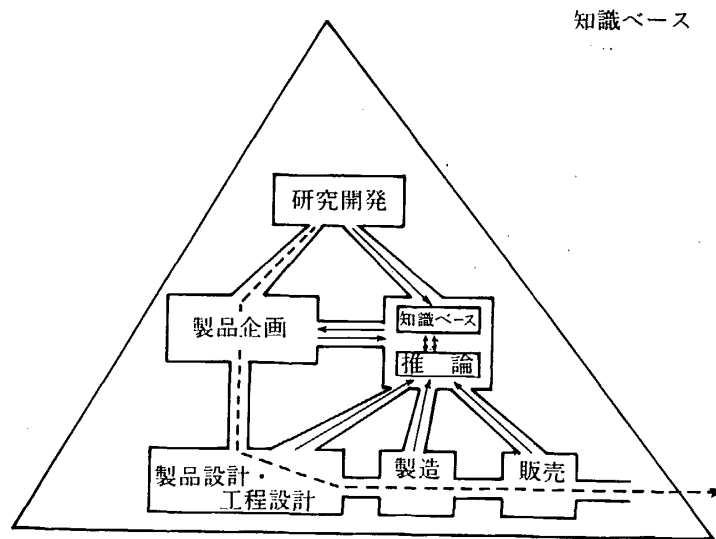 知識ベース
研究開発
製品企画
知識ベース
推 論
製品設計・
工程設計
製造
販売